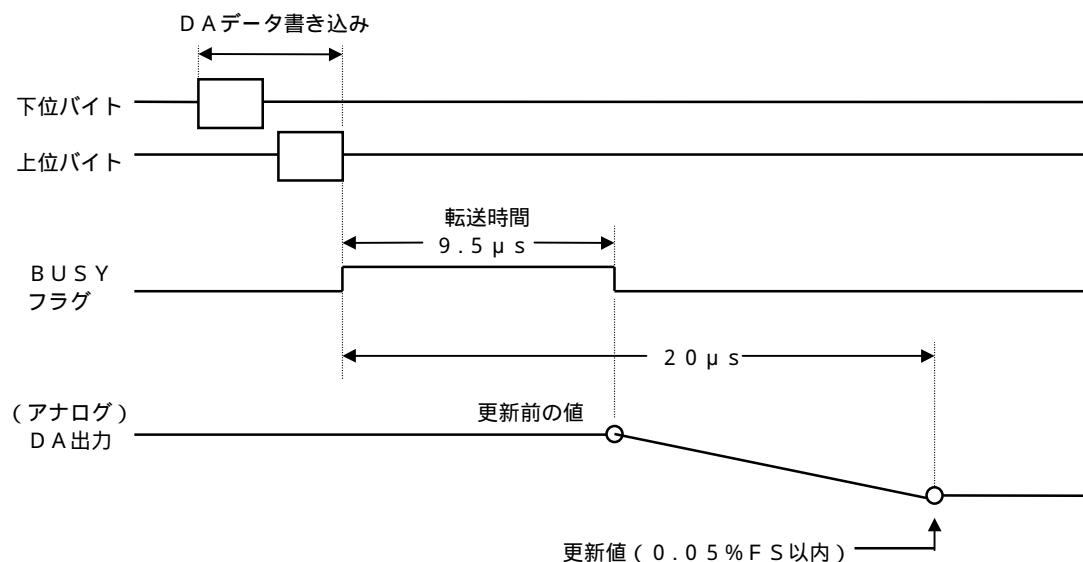 ＤＡデータ書き込み
下位バイト
上位バイト
転送時間
９.５μｓ
ＢＵＳＹ
フラグ
２０μｓ
（アナログ）
ＤＡ出力
更新前の値
更新値（０.０５％ＦＳ以内）